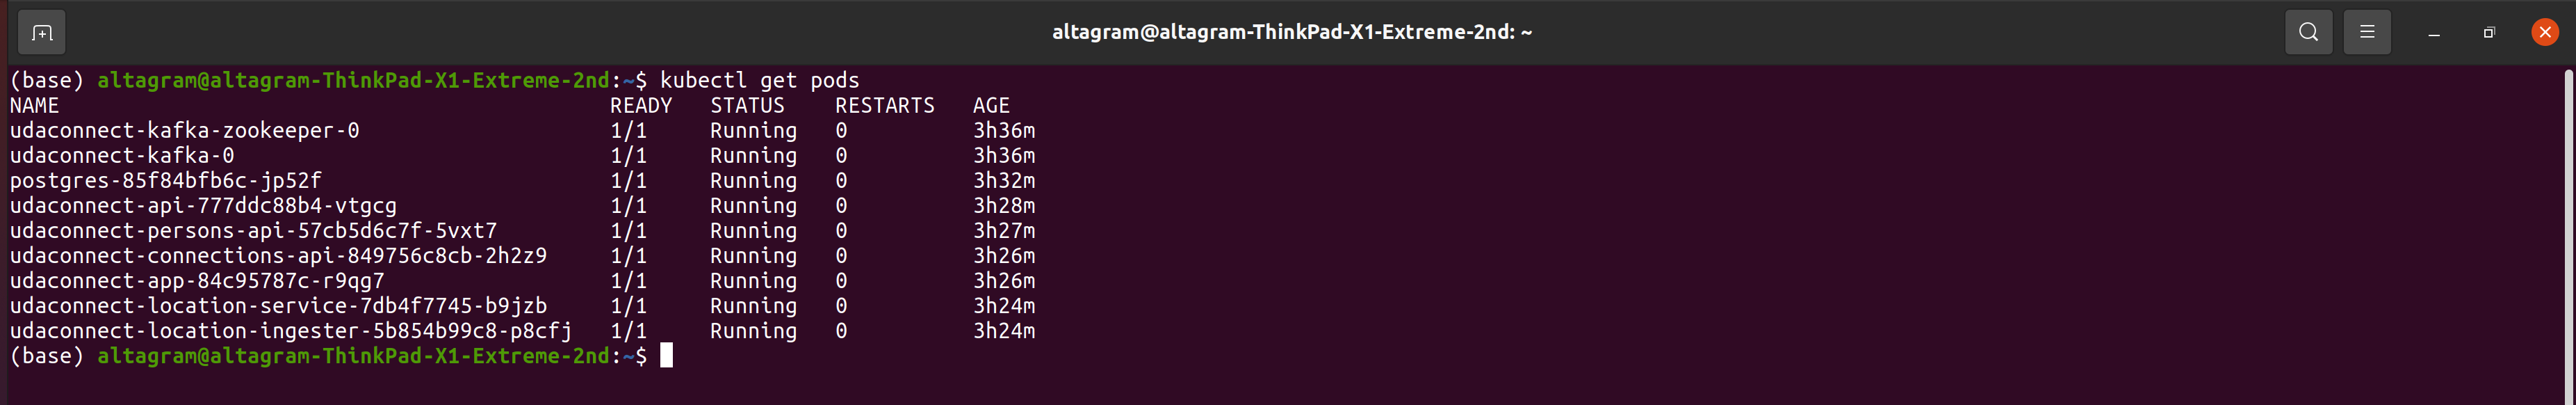 altagram@altagram-ThinkPad-X1-Extreme-2nd: ~
(base) altagram@altagram-ThinkPad-X1-Extreme-2nd:~$ kubectl get pods
NAME READY STATUS RESTARTS AGE
udaconnect-kafka-zookeeper-0 1/1 Running 0 3h36m
udaconnect-kafka-0 1/1 Running 0 3h36m
postgres-85f84bfb6c-jp52f 1/1 Running 0 3h32m
udaconnect-api-777ddc88b4-vtgcg 1/1 Running 0 3h28m
udaconnect-persons-api-57cb5d6c7f-5vxt7 1/1 Running 0 3h27m
udaconnect-connections-api-849756c8cb-2h2z9 1/1 Running 0 3h26m
udaconnect-app-84c95787c-r9qg7 1/1 Running 0 3h26m
udaconnect-location-service-7db4f7745-b9jzb 1/1 Running 0 3h24m
udaconnect-location-ingester-5b854b99c8-p8cfj 1/1 Running 0 3h24m
(base) altagram@altagram-ThinkPad-X1-Extreme-2nd:~$